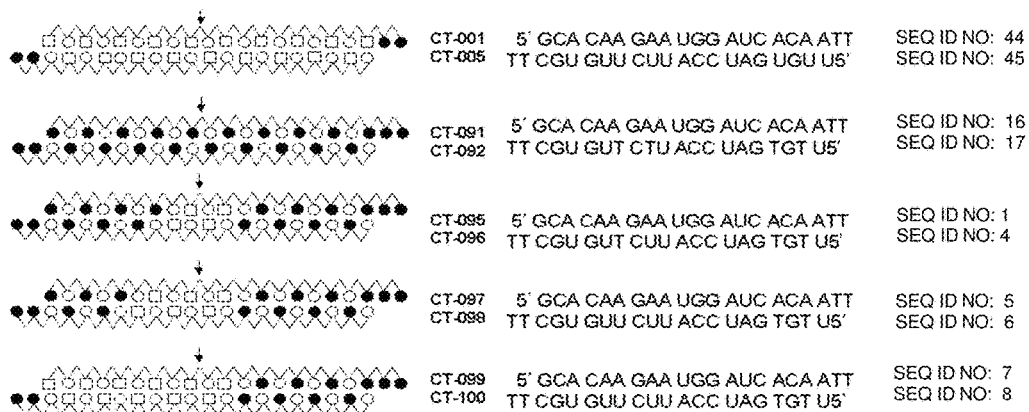 CT-001 5' GCA CAA GAA UGG AUC ACA ATT SEQ ID NO: 44
CT-005 TT CGU GUU CUU ACC UAG UGU U5' SEQ ID NO: 45
CT-091 5' GCA CAA GAA UGG AUC ACA ATT SEQ ID NO: 16
CT-092 TT CGU GUT CTU ACC UAG TGT U5' SEQ ID NO: 17
CT-095 5' GCA CAA GAA UGG AUC ACA ATT SEQ ID NO: 1
CT-096 TT CGU GUT CUU ACC UAG TGT U5' SEQ ID NO: 4
CT-097 5' GCA CAA GAA UGG AUC ACA ATT SEQ ID NO: 5
CT-098 TT CGU GUU CUU ACC UAG TGT U5' SEQ ID NO: 6
CT-099 5' GCA CAA GAA UGG AUC ACA ATT SEQ ID NO: 7
CT-100 TT CGU GUU CUU ACC UAG TGT U5' SEQ ID NO: 8